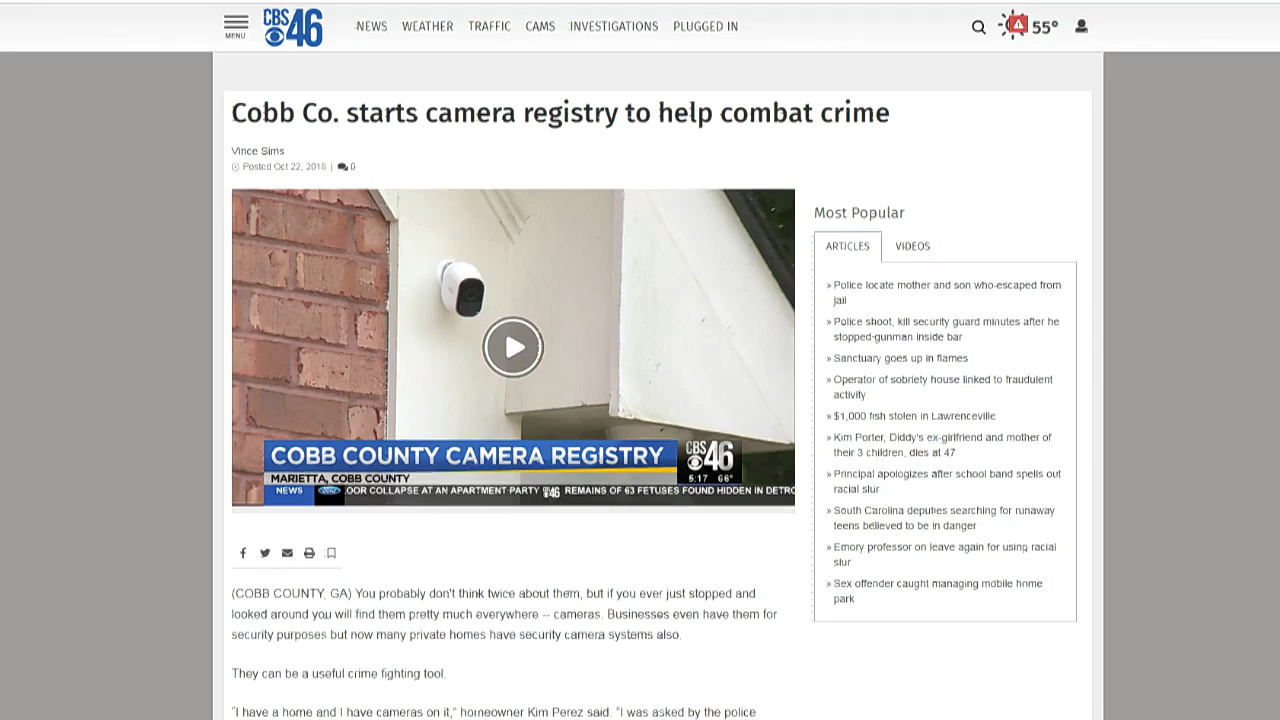 MENU
CBS 46
NEWS WEATHER TRAFFIC CAMS INVESTIGATIONS PLUGGED IN
55°
Cobb Co. starts camera registry to help combat crime
Vince Sims
Posted Oct 22, 2018 | 0
COBB COUNTY CAMERA REGISTRY
MARIETTA, COBB COUNTY
CBS 46
5:17 66°
NEWS Ford OOR COLLAPSE AT AN APARTMENT PARTY 46 REMAINS OF 63 FETUSES FOUND HIDDEN IN DETRO
(COBB COUNTY, GA) You probably don't think twice about them, but if you ever just stopped and
looked around you will find them pretty much everywhere -- cameras. Businesses even have them for
security purposes but now many private homes have security camera systems also.
They can be a useful crime fighting tool.
"I have a home and I have cameras on it," homeowner Kim Perez said. "I was asked by the police
Most Popular
ARTICLES VIDEOS
» Police locate mother and son who-escaped from
jail
» Police shoot, kill security guard minutes after he
stopped-gunman inside bar
» Sanctuary goes up in flames
» Operator of sobriety house linked to fraudulent
activity
» $1,000 fish stolen in Lawrenceville
» Kim Porter, Diddy's ex-girlfriend and mother of
their 3 children, dies at 47
» Principal apologizes after school band spells out
racial slur
» South Carolina deputies searching for runaway
teens believed to be in danger
» Emory professor on leave again for using racial
slur
» Sex offender caught managing mobile home
park